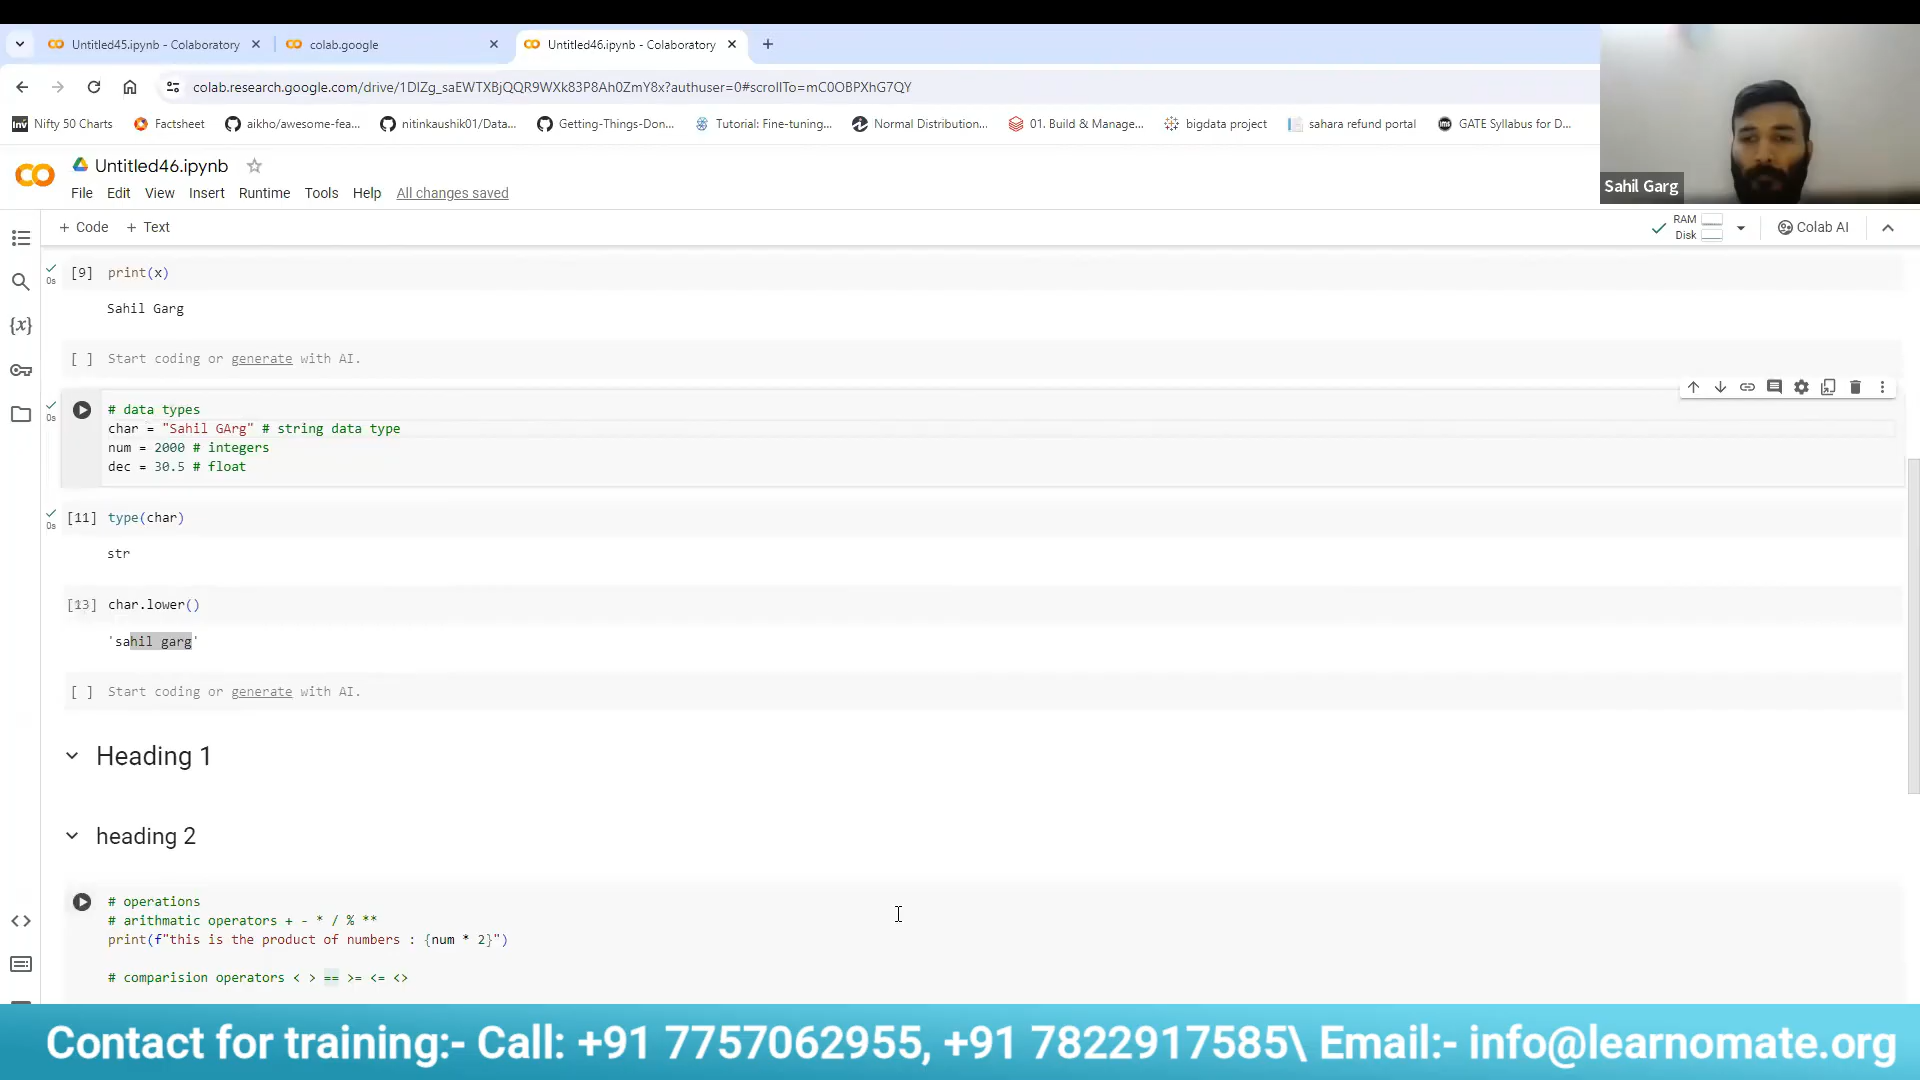 Untitled45.ipynb - Colaboratory
colab.google
Untitled46.ipynb - Colaboratory
colab.research.google.com/drive/1DIZg_saEWTXBjQQR9WXk83P8Ah0ZmY8x?authuser=0#scrollTo=mC0OBPXhG7QY
Nifty 50 Charts
Factsheet
aikho/awesome-fea...
nitinkaushik01/Data...
Getting-Things-Don...
Tutorial: Fine-tuning...
Normal Distribution...
01. Build & Manage...
bigdata project
sahara refund portal
GATE Syllabus for D...
Sahil Garg
CO
Untitled46.ipynb
File Edit View Insert Runtime Tools Help All changes saved
+ Code + Text
RAM
Disk
Colab AI
[9] print(x)
0s
Sahil Garg
[ ] Start coding or generate with AI.
0s
# data types
char = "Sahil GArg" # string data type
num = 2000 # integers
dec = 30.5 # float
[11] type(char)
0s
str
[13] char.lower()
'sahil garg'
[ ] Start coding or generate with AI.
Heading 1
heading 2
# operations
# arithmatic operators + - * / % **
print(f"this is the product of numbers : {num * 2}")
# comparision operators < > == >= <= <>
Contact for training:- Call: +91 7757062955, +91 7822917585\ Email:- info@learnomate.org